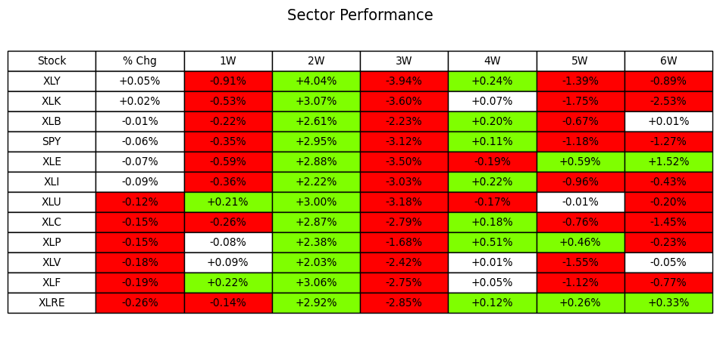 Sector Performance
Stock % Chg 1W 2W 3W 4W 5W 6W
XLY +0.05% -0.91% +4.04% -3.94% +0.24% -1.39% -0.89%
XLK +0.02% -0.53% +3.07% -3.60% +0.07% -1.75% -2.53%
XLB -0.01% -0.22% +2.61% -2.23% +0.20% -0.67% +0.01%
SPY -0.06% -0.35% +2.95% -3.12% +0.11% -1.18% -1.27%
XLE -0.07% -0.59% +2.88% -3.50% -0.19% +0.59% +1.52%
XLI -0.09% -0.36% +2.22% -3.03% +0.22% -0.96% -0.43%
XLU -0.12% +0.21% +3.00% -3.18% -0.17% -0.01% -0.20%
XLC -0.15% -0.26% +2.87% -2.79% +0.18% -0.76% -1.45%
XLP -0.15% -0.08% +2.38% -1.68% +0.51% +0.46% -0.23%
XLV -0.18% +0.09% +2.03% -2.42% +0.01% -1.55% -0.05%
XLF -0.19% +0.22% +3.06% -2.75% +0.05% -1.12% -0.77%
XLRE -0.26% -0.14% +2.92% -2.85% +0.12% +0.26% +0.33%